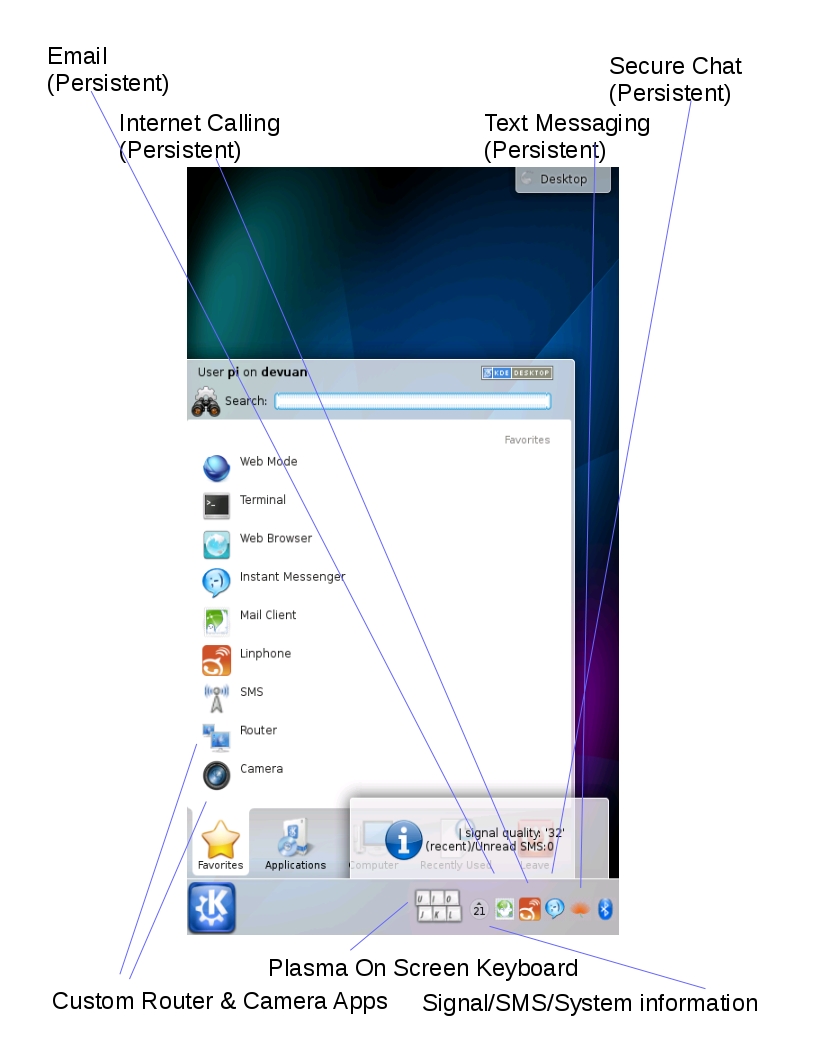 Email
(Persistent)
Secure Chat
(Persistent)
Internet Calling
(Persistent)
Text Messaging
(Persistent)
Desktop
User pi on devuan
KDE DESKTOP
Search:
Favorites
Web Mode
Terminal
Web Browser
Instant Messenger
Mail Client
Linphone
SMS
Router
Camera
| signal quality: '32'
(recent)/Unread SMS:0
Favorites
Applications
Computer
Recently Used
Leave
U I O
J K L
21
Plasma On Screen Keyboard
Custom Router & Camera Apps
Signal/SMS/System information